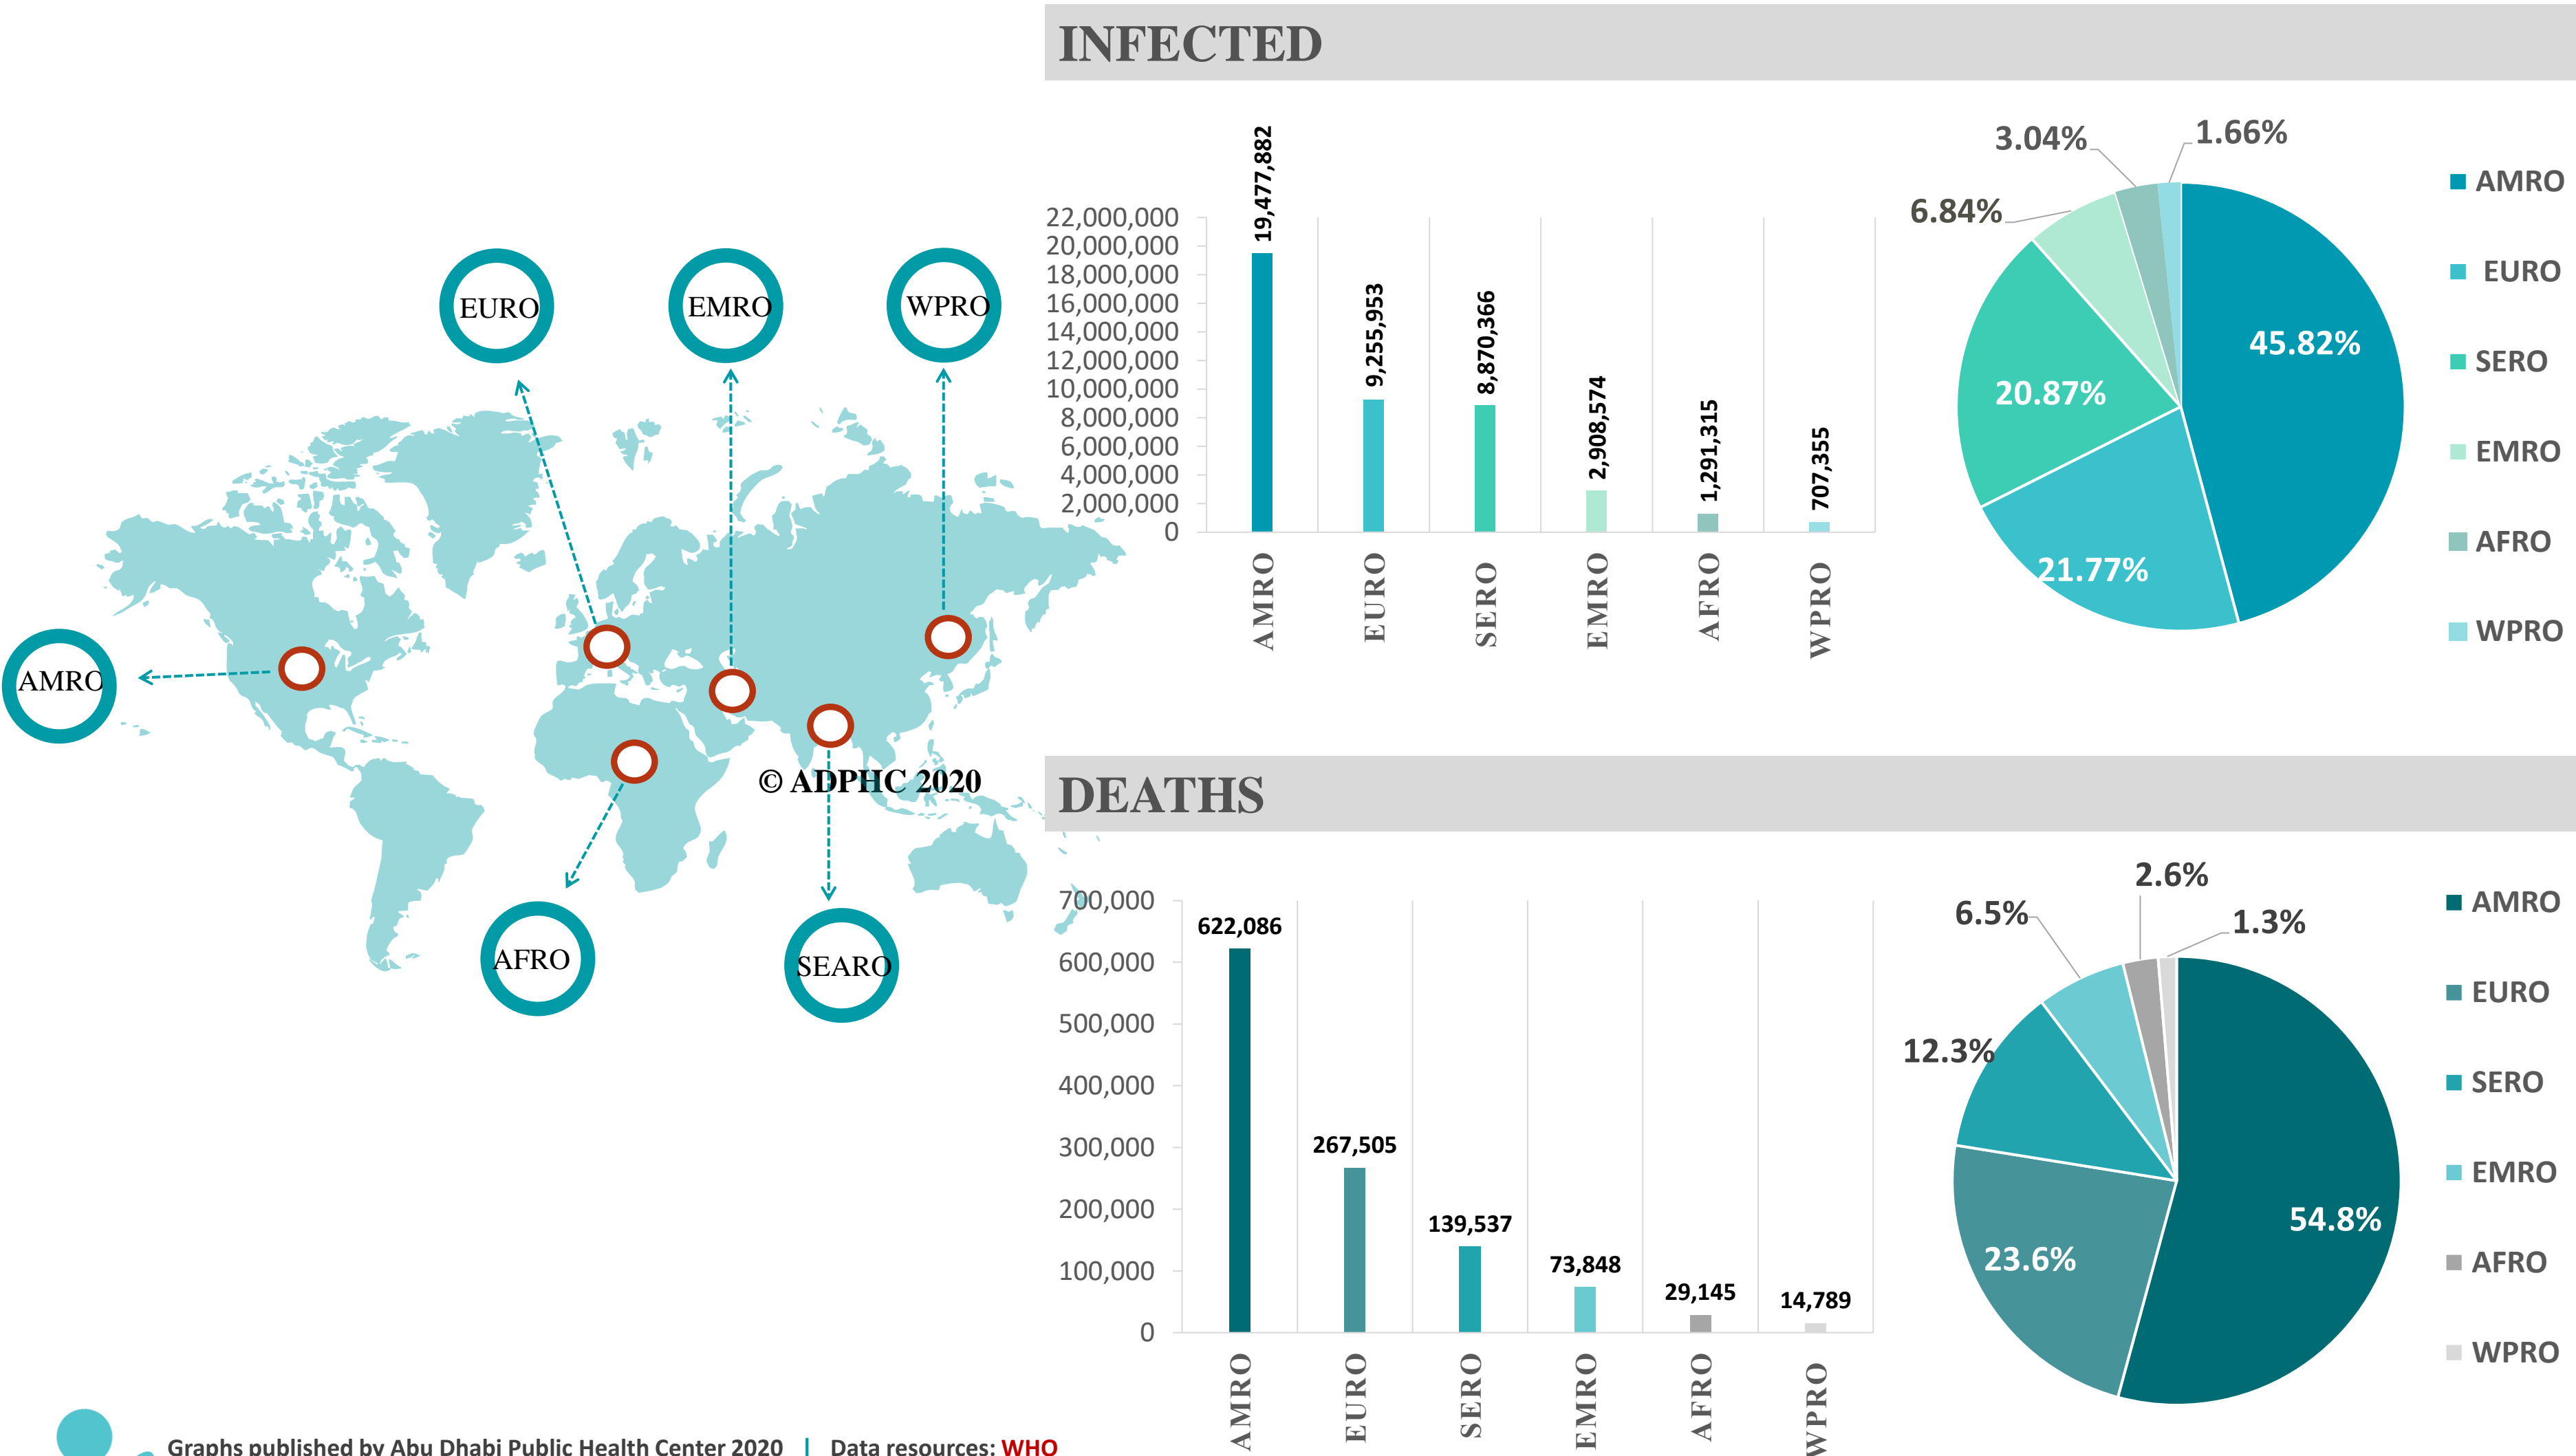 INFECTED
19,477,882
9,255,953
8,870,366
2,908,574
1,291,315
707,355
22,000,000
20,000,000
18,000,000
16,000,000
14,000,000
12,000,000
10,000,000
8,000,000
6,000,000
4,000,000
2,000,000
0
AMRO
EURO
SERO
EMRO
AFRO
WPRO
3.04%
1.66%
6.84%
45.82%
20.87%
21.77%
AMRO
EURO
SERO
EMRO
AFRO
WPRO
EURO
EMRO
WPRO
AMRO
AFRO
SEARO
© ADPHC 2020
DEATHS
700,000
600,000
500,000
400,000
300,000
200,000
100,000
0
622,086
267,505
139,537
73,848
29,145
14,789
AMRO
EURO
SERO
EMRO
AFRO
WPRO
2.6%
6.5%
1.3%
12.3%
54.8%
23.6%
AMRO
EURO
SERO
EMRO
AFRO
WPRO
Graphs published by Abu Dhabi Public Health Center 2020 | Data resources: WHO